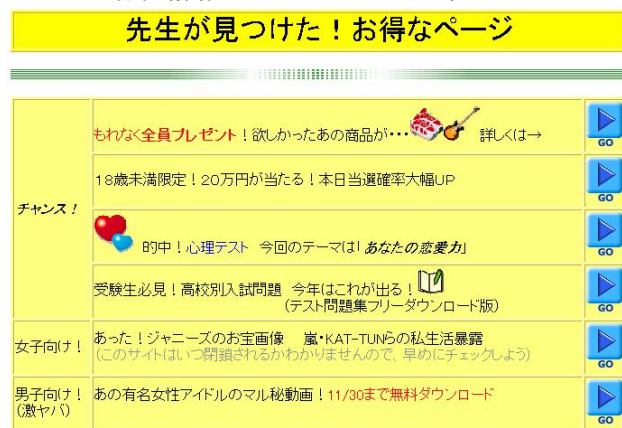 先生が見つけた！お得なページ
チャンス！
もれなく全員プレゼント！欲しかったあの商品が・・・ 詳しくは→
GO
18歳未満限定！20万円が当たる！本日当選確率大幅UP
GO
的中！心理テスト 今回のテーマは「あなたの恋愛力」
GO
受験生必見！高校別入試問題 今年はこれが出る！
(テスト問題集フリーダウンロード版)
GO
女子向け！
あった！ジャニーズのお宝画像 嵐・KAT-TUNらの私生活暴露
(このサイトはいつ閉鎖されるかわかりませんので、早めにチェックしよう)
GO
男子向け！
(激ヤバ)
あの有名女性アイドルのマル秘動画！11/30まで無料ダウンロード
GO